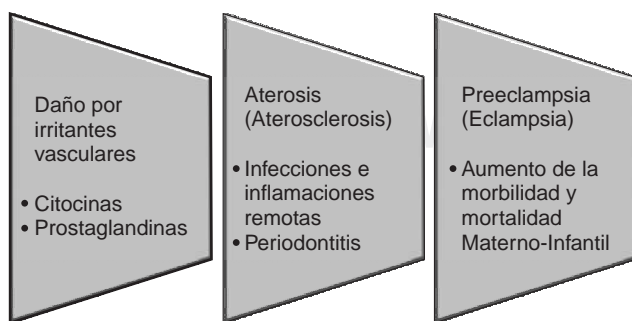 Daño por
irritantes
vasculares
• Citocinas
• Prostaglandinas
Aterosis
(Aterosclerosis)
• Infecciones e
inflamaciones
remotas
• Periodontitis
Preeclampsia
(Eclampsia)
• Aumento de la
morbilidad y
mortalidad
Materno-Infantil